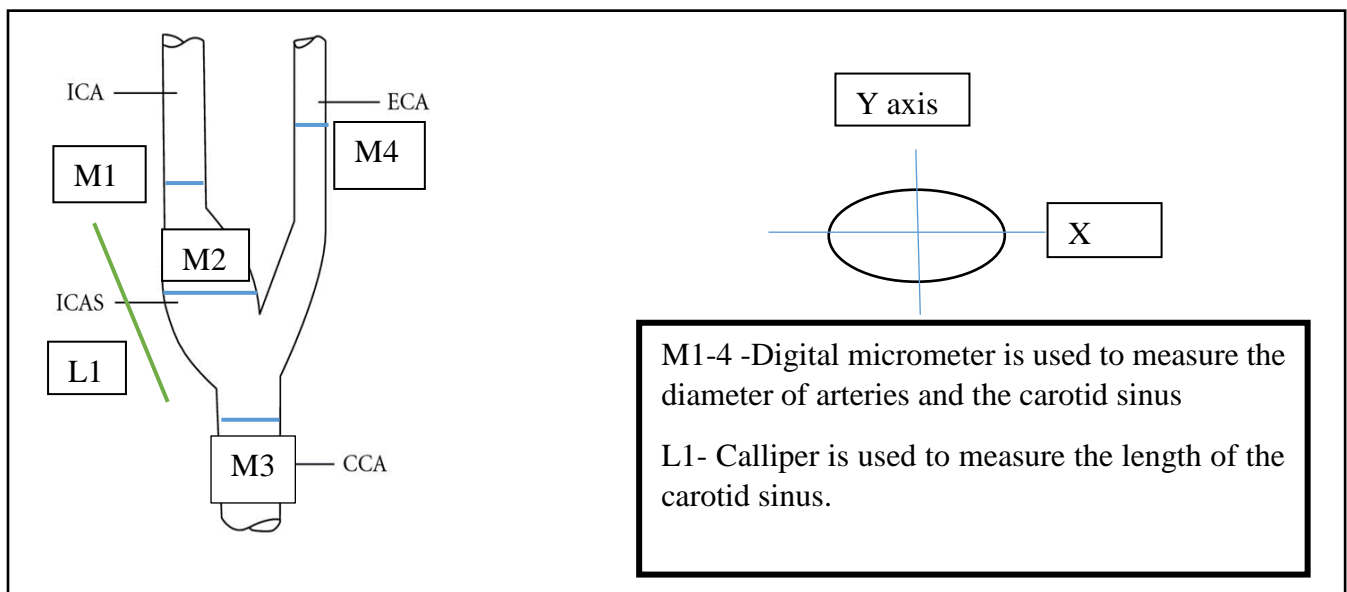 ICA
ECA
M1
M4
M2
ICAS
L1
M3
CCA
Y axis
X
M1-4 -Digital micrometer is used to measure the
diameter of arteries and the carotid sinus
L1- Calliper is used to measure the length of the
carotid sinus.